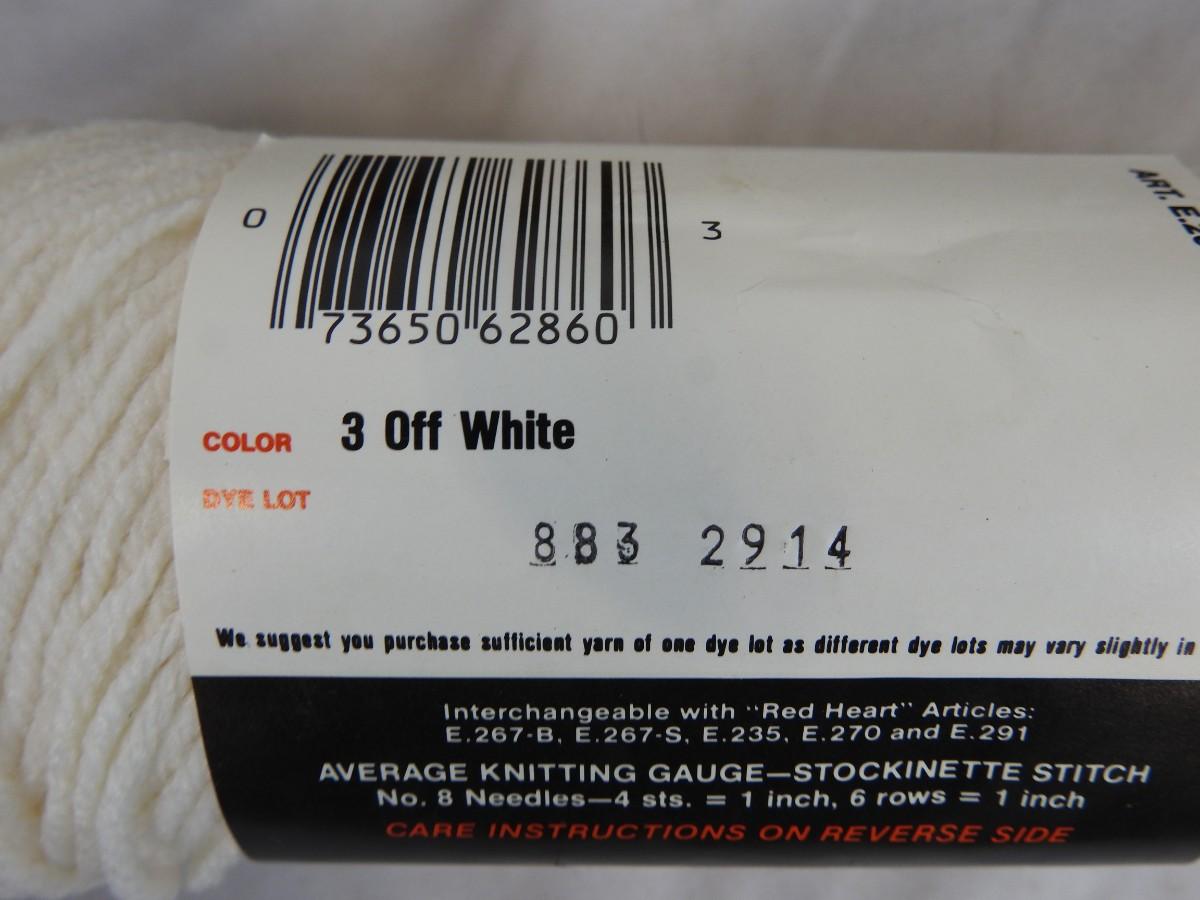 ART.
0 3
73650 62860
COLOR 3 Off White
DYE LOT
883 2914
We suggest you purchase sufficient yarn of one dye lot as different dye lots may vary slightly in
Interchangeable with "Red Heart" Articles:
E.267-B, E.267-S, E.235, E.270 and E.291
AVERAGE KNITTING GAUGE—STOCKINETTE STITCH
No. 8 Needles—4 sts. = 1 inch, 6 rows = 1 inch
CARE INSTRUCTIONS ON REVERSE SIDE